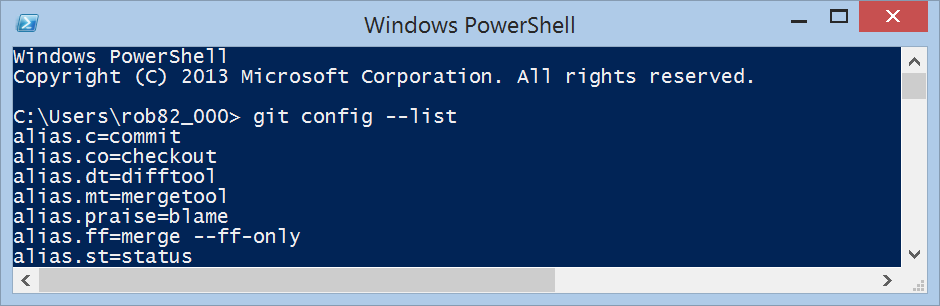 Windows PowerShell
Windows PowerShell
Copyright (C) 2013 Microsoft Corporation. All rights reserved.
C:\Users\rob82_000> git config --list
alias.c=commit
alias.co=checkout
alias.dt=difftool
alias.mt=mergetool
alias.praise=blame
alias.ff=merge --ff-only
alias.st=status